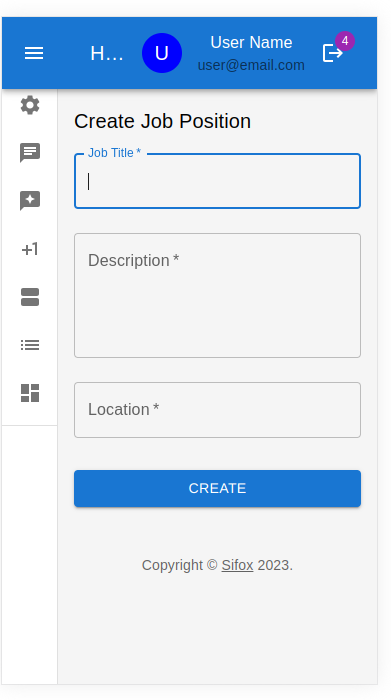 H...
U
User Name
user@email.com
4
Create Job Position
Job Title *
+1
Description *
Location *
CREATE
Copyright © Sifox 2023.